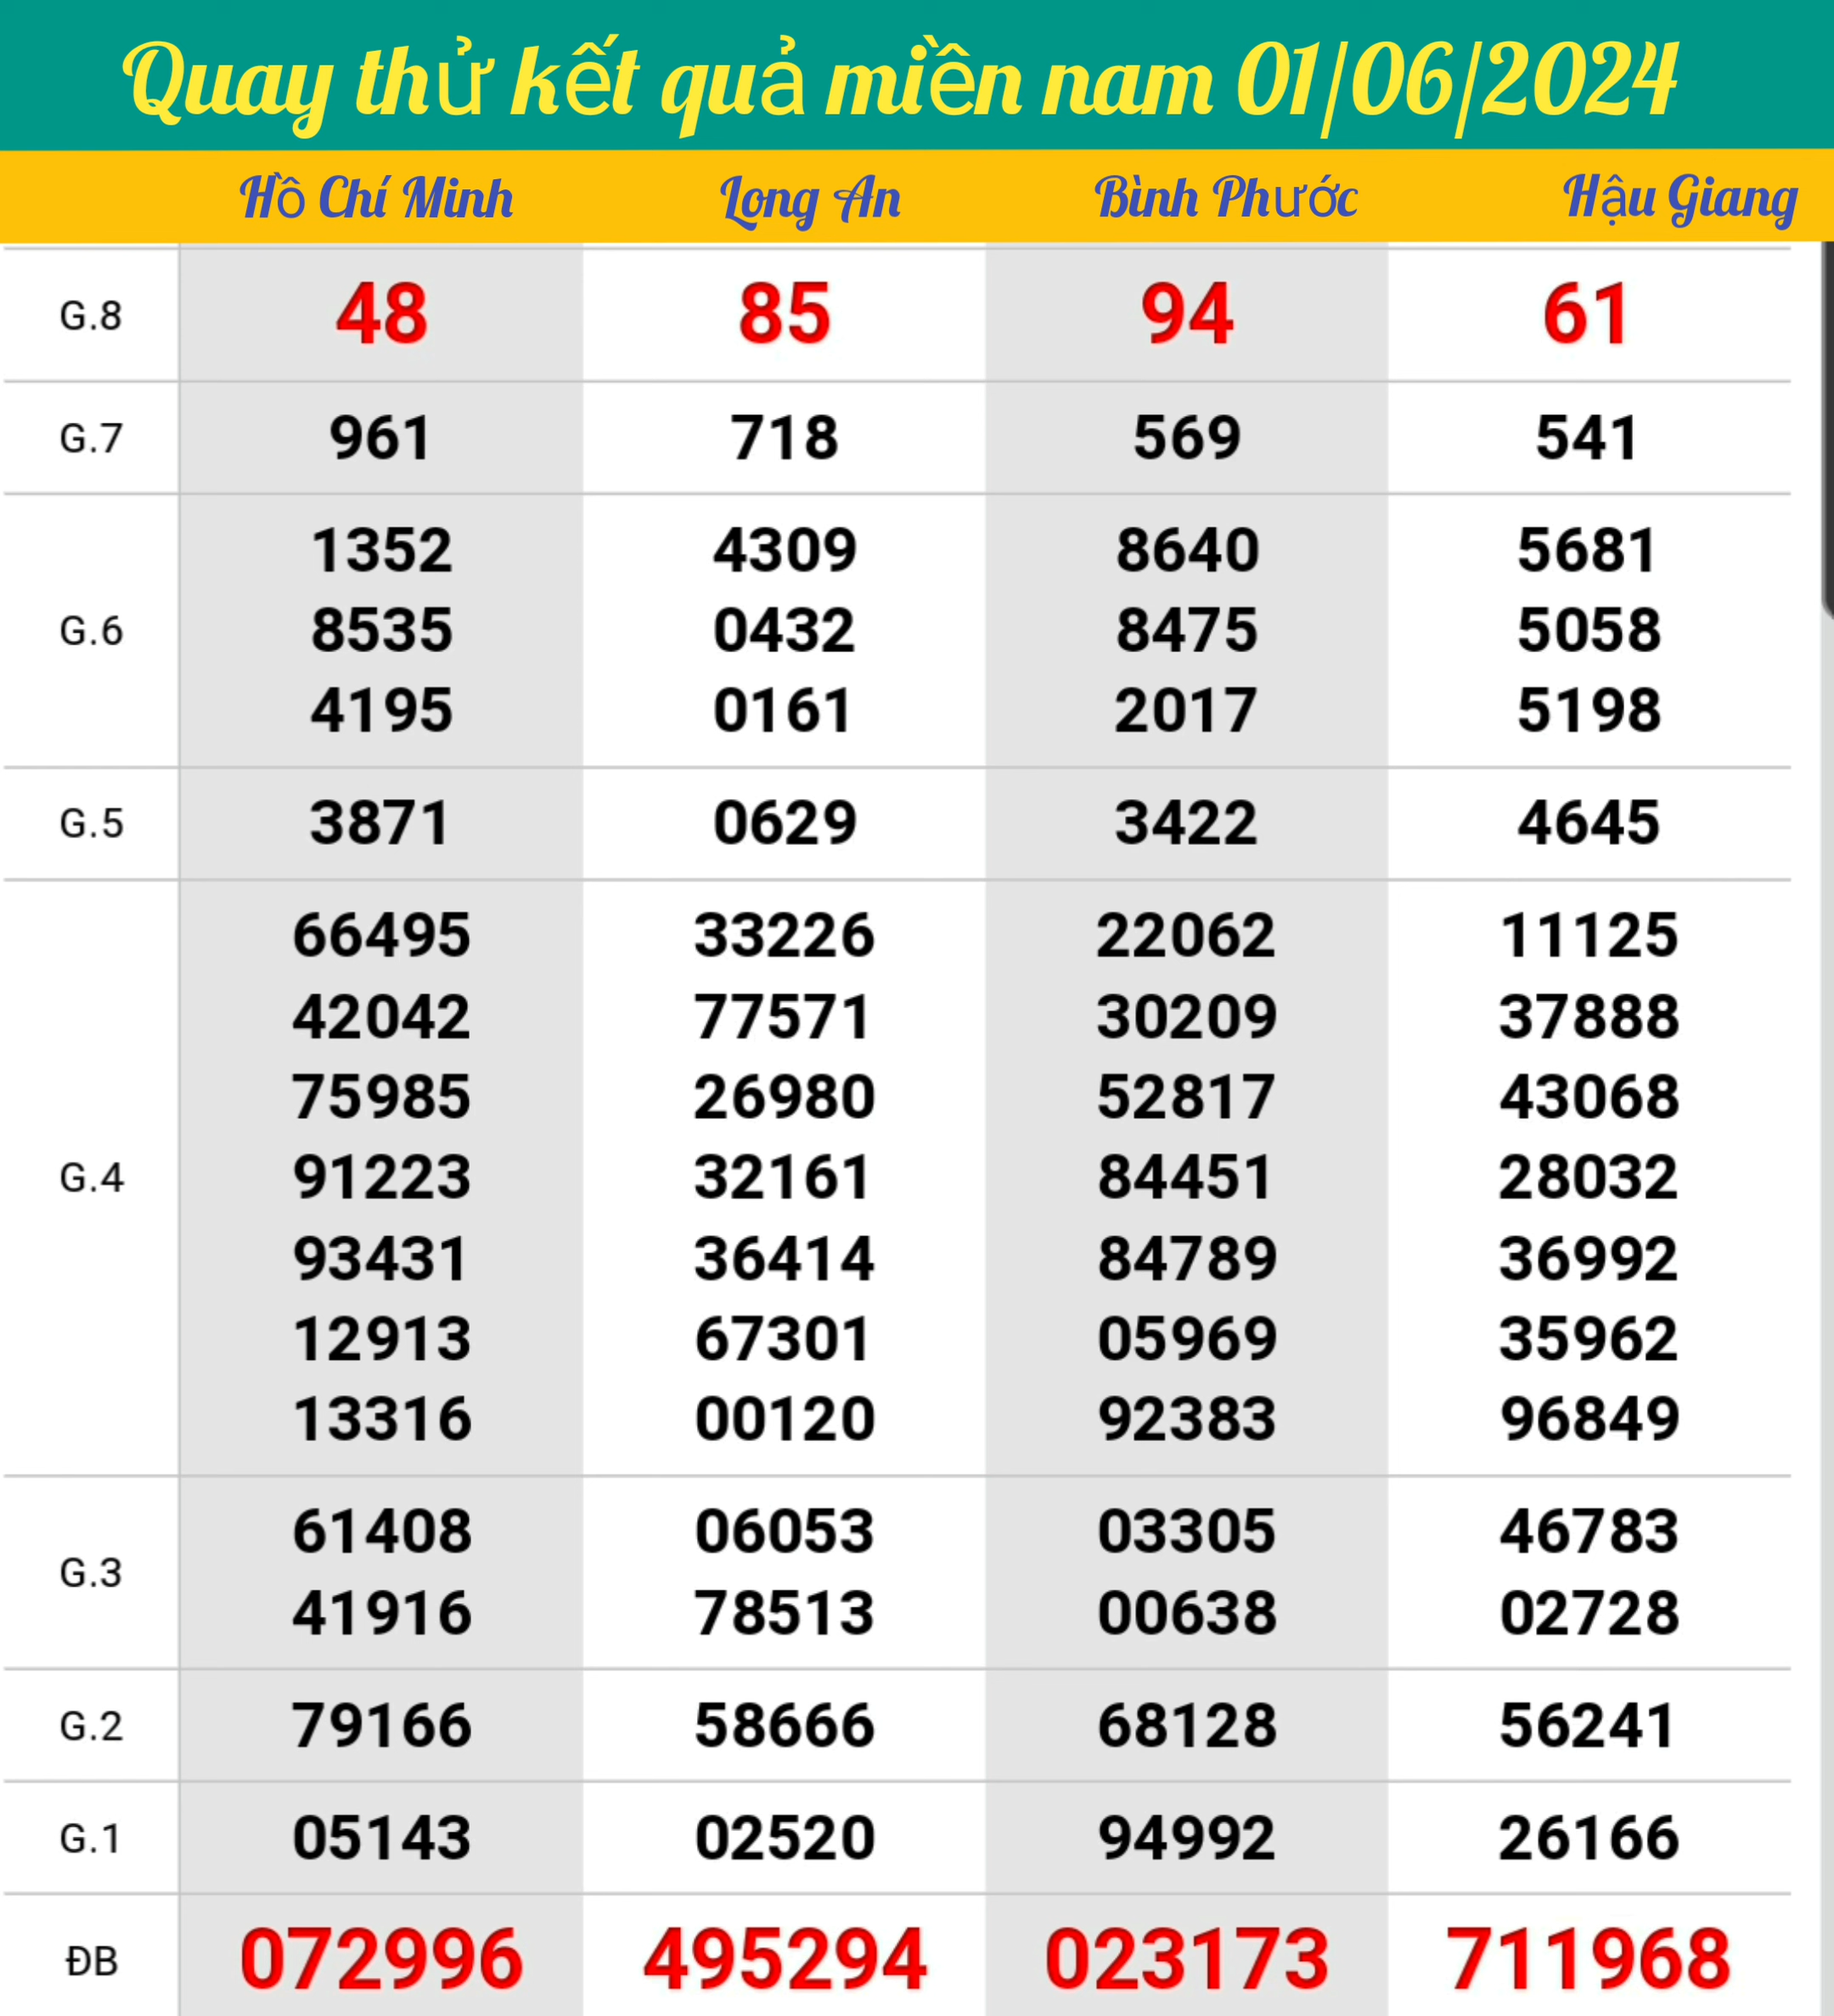 Quay thử kết quả miền nam 01/06/2024
Hồ Chí Minh Long An Bình Phước Hậu Giang
G.8 48 85 94 61
G.7 961 718 569 541
1352 4309 8640 5681
G.6 8535 0432 8475 5058
4195 0161 2017 5198
G.5 3871 0629 3422 4645
66495 33226 22062 11125
42042 77571 30209 37888
75985 26980 52817 43068
G.4 91223 32161 84451 28032
93431 36414 84789 36992
12913 67301 05969 35962
13316 00120 92383 96849
61408 06053 03305 46783
G.3
41916 78513 00638 02728
G.2 79166 58666 68128 56241
G.1 05143 02520 94992 26166
ĐB 072996 495294 023173 711968